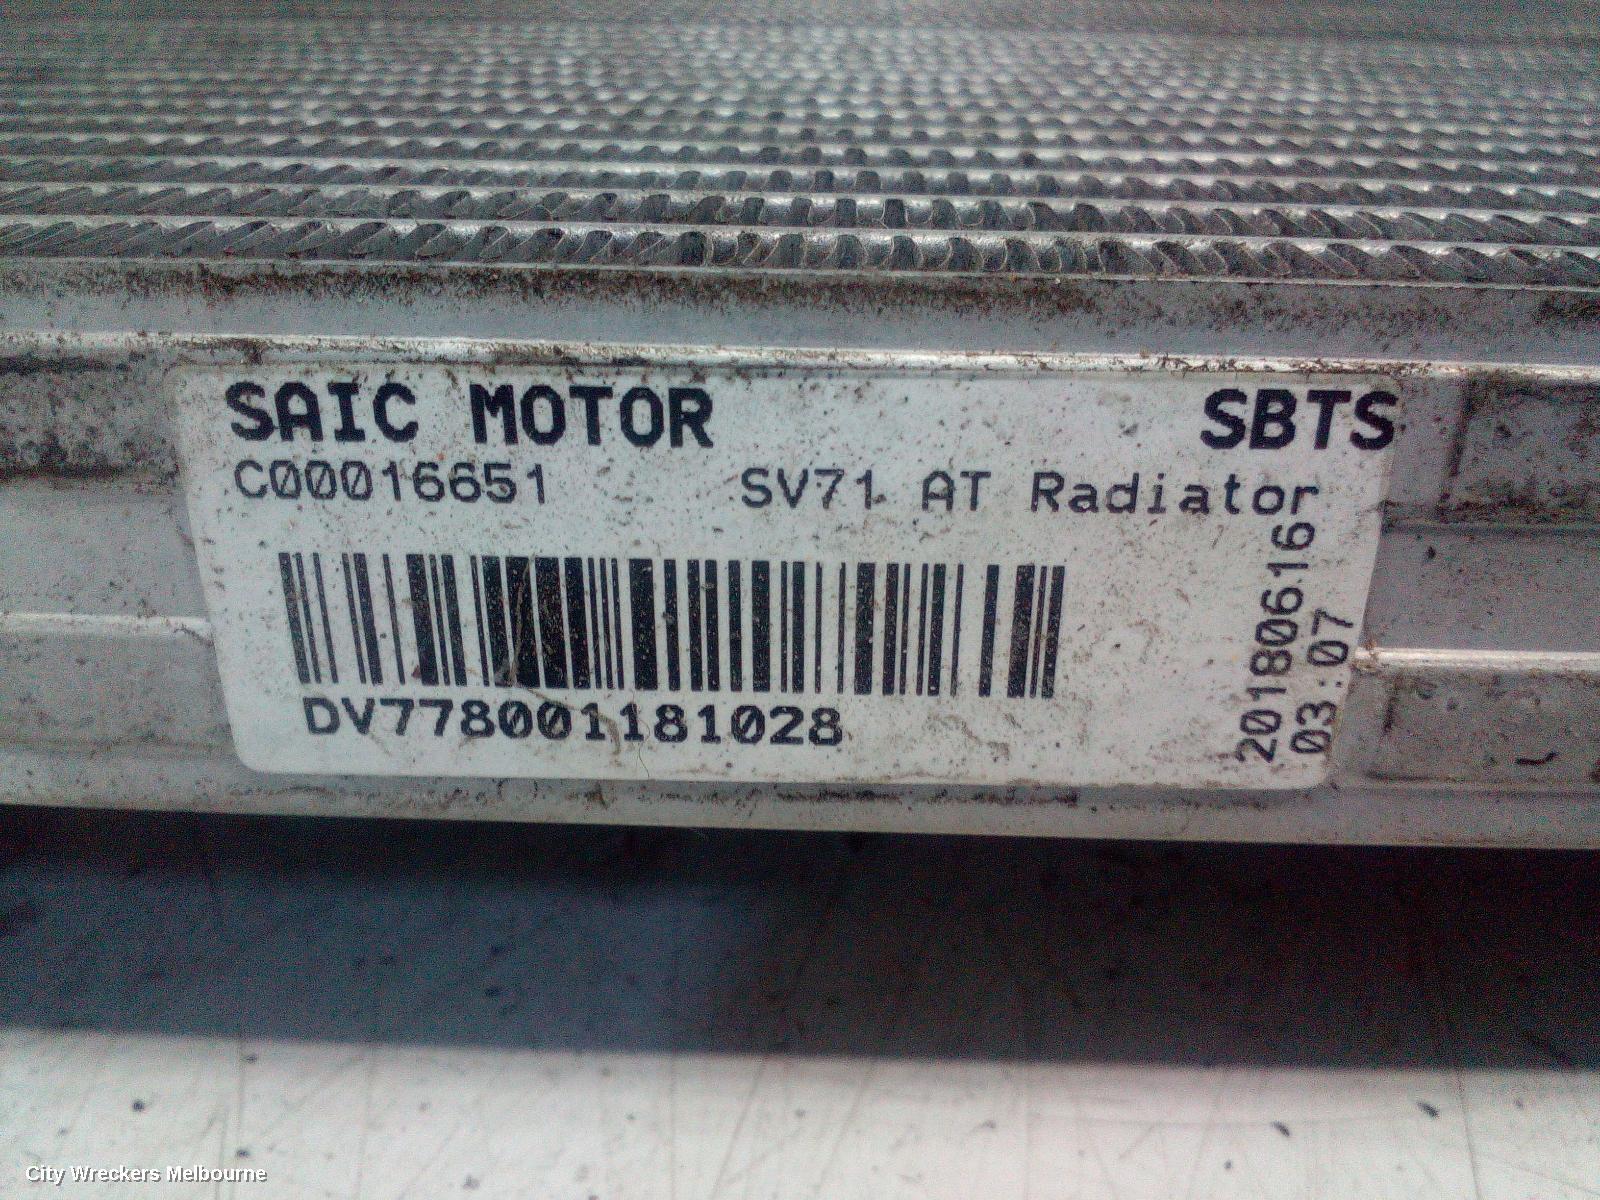 SAIC MOTOR SBTS
C00016651 SV71 AT Radiator
DV778001181028
20180616
03:07
City Wreckers Melbourne